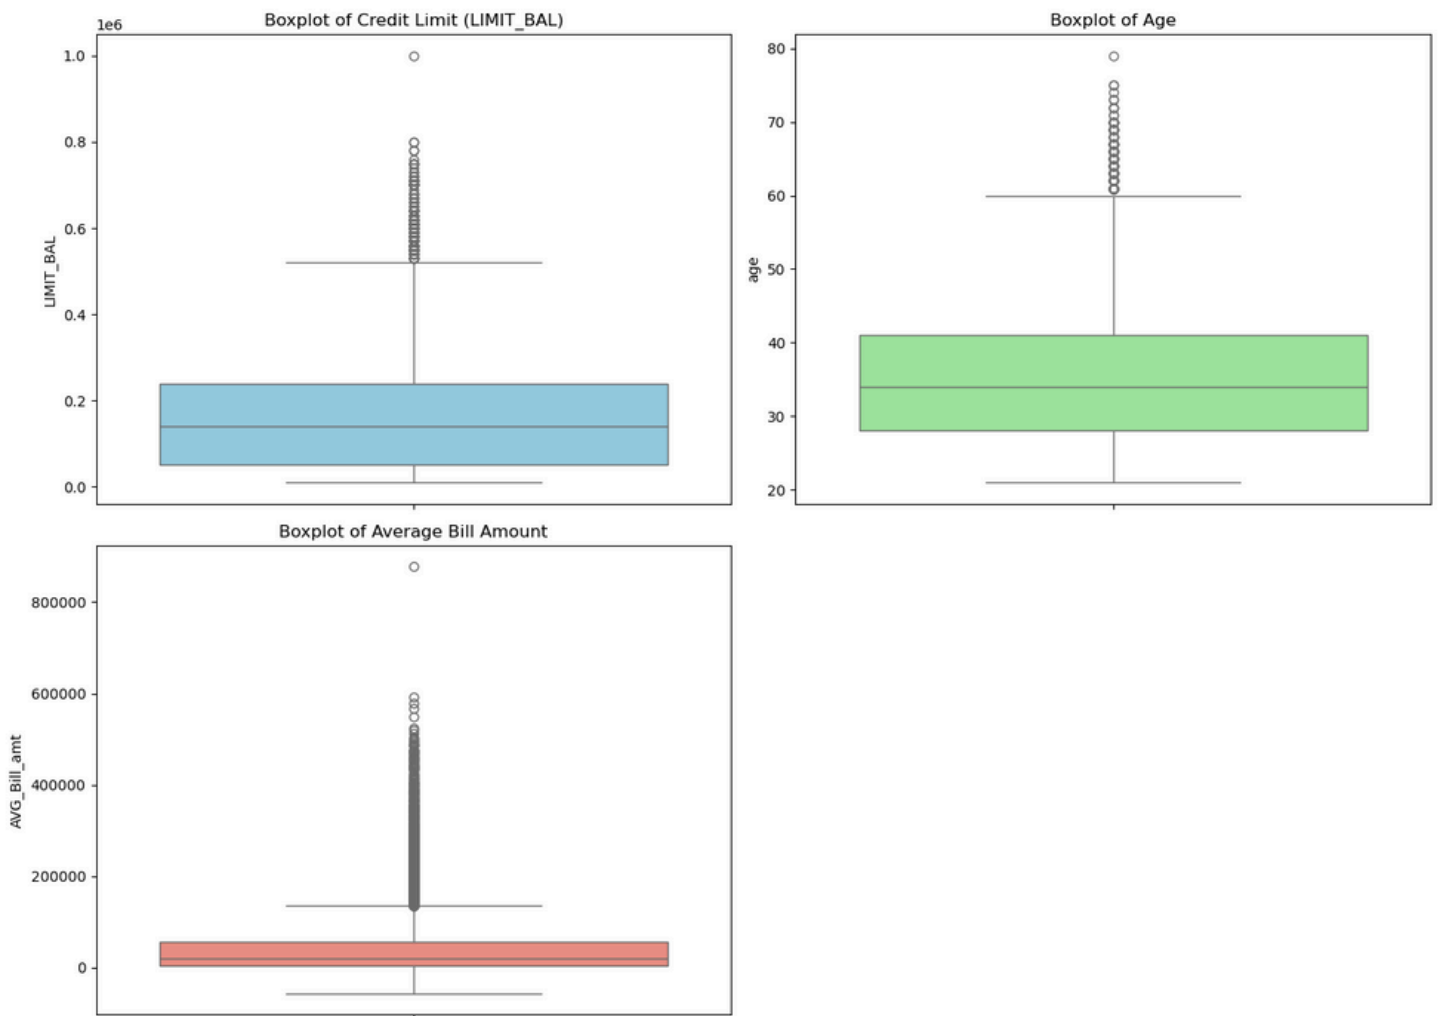 Boxplot of Credit Limit (LIMIT_BAL)
1e6
1.0
0.8
0.6
0.4
0.2
0.0
LIMIT_BAL
Boxplot of Age
80
70
60
50
40
30
20
age
Boxplot of Average Bill Amount
800000
600000
400000
200000
0
AVG_Bill_amt